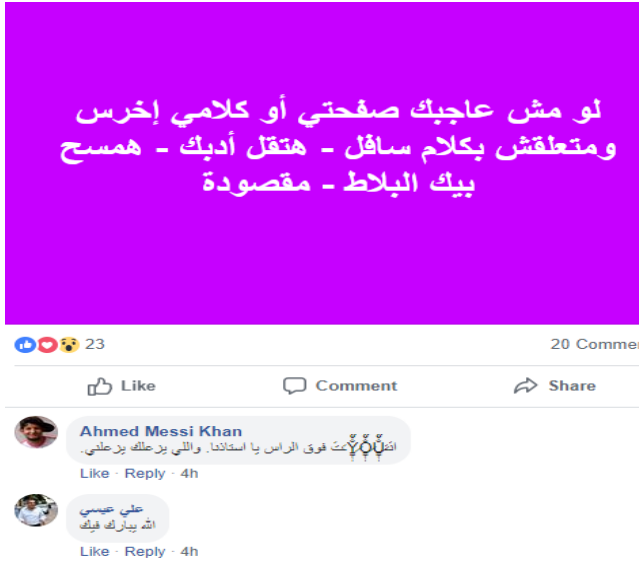 لو مش عاجبك صفحتي أو كلامي إخرس
ومتعلقش بكلام سافل - هتقل أدبك - همسح
بيك البلاط - مقصودة
23
20 Comme
Like
Comment
Share
Ahmed Messi Khan
فوق الراس يا استاذنا. واللي يزعلك يزعلني.
Like · Reply · 4h
علي عيسي
الله يبارك فيك
Like · Reply · 4h